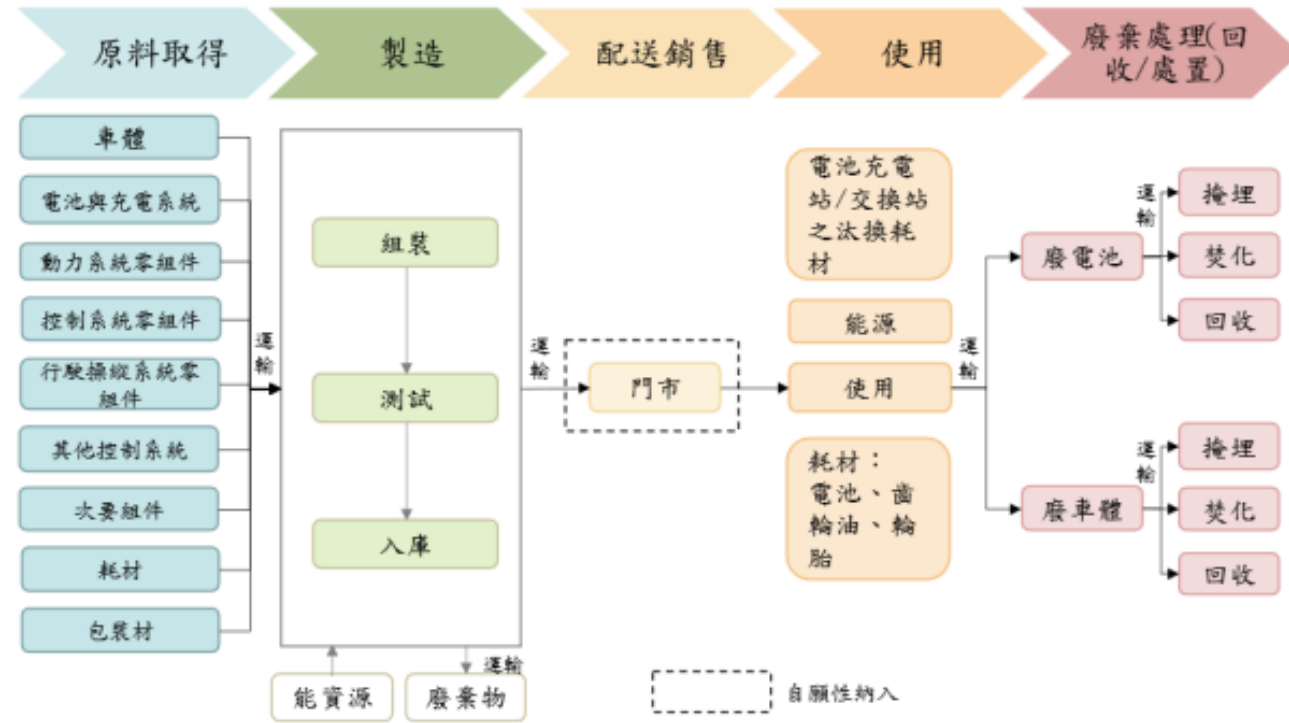 原料取得
製造
配送銷售
使用
廢棄處理(回
收/處置)
車體
電池與充電系統
動力系統零組件
控制系統零組件
行駛操縱系統零
組件
其他控制系統
次要組件
耗材
包裝材
運
輸
組裝
測試
入庫
能資源
廢棄物
運輸
運
輸
門市
電池充電
站/交換站
之汰換耗
材
能源
使用
耗材：
電池、齒
輪油、輪
胎
運
輸
廢電池
運
輸
掩埋
焚化
回收
廢車體
運
輸
掩埋
焚化
回收
自願性納入